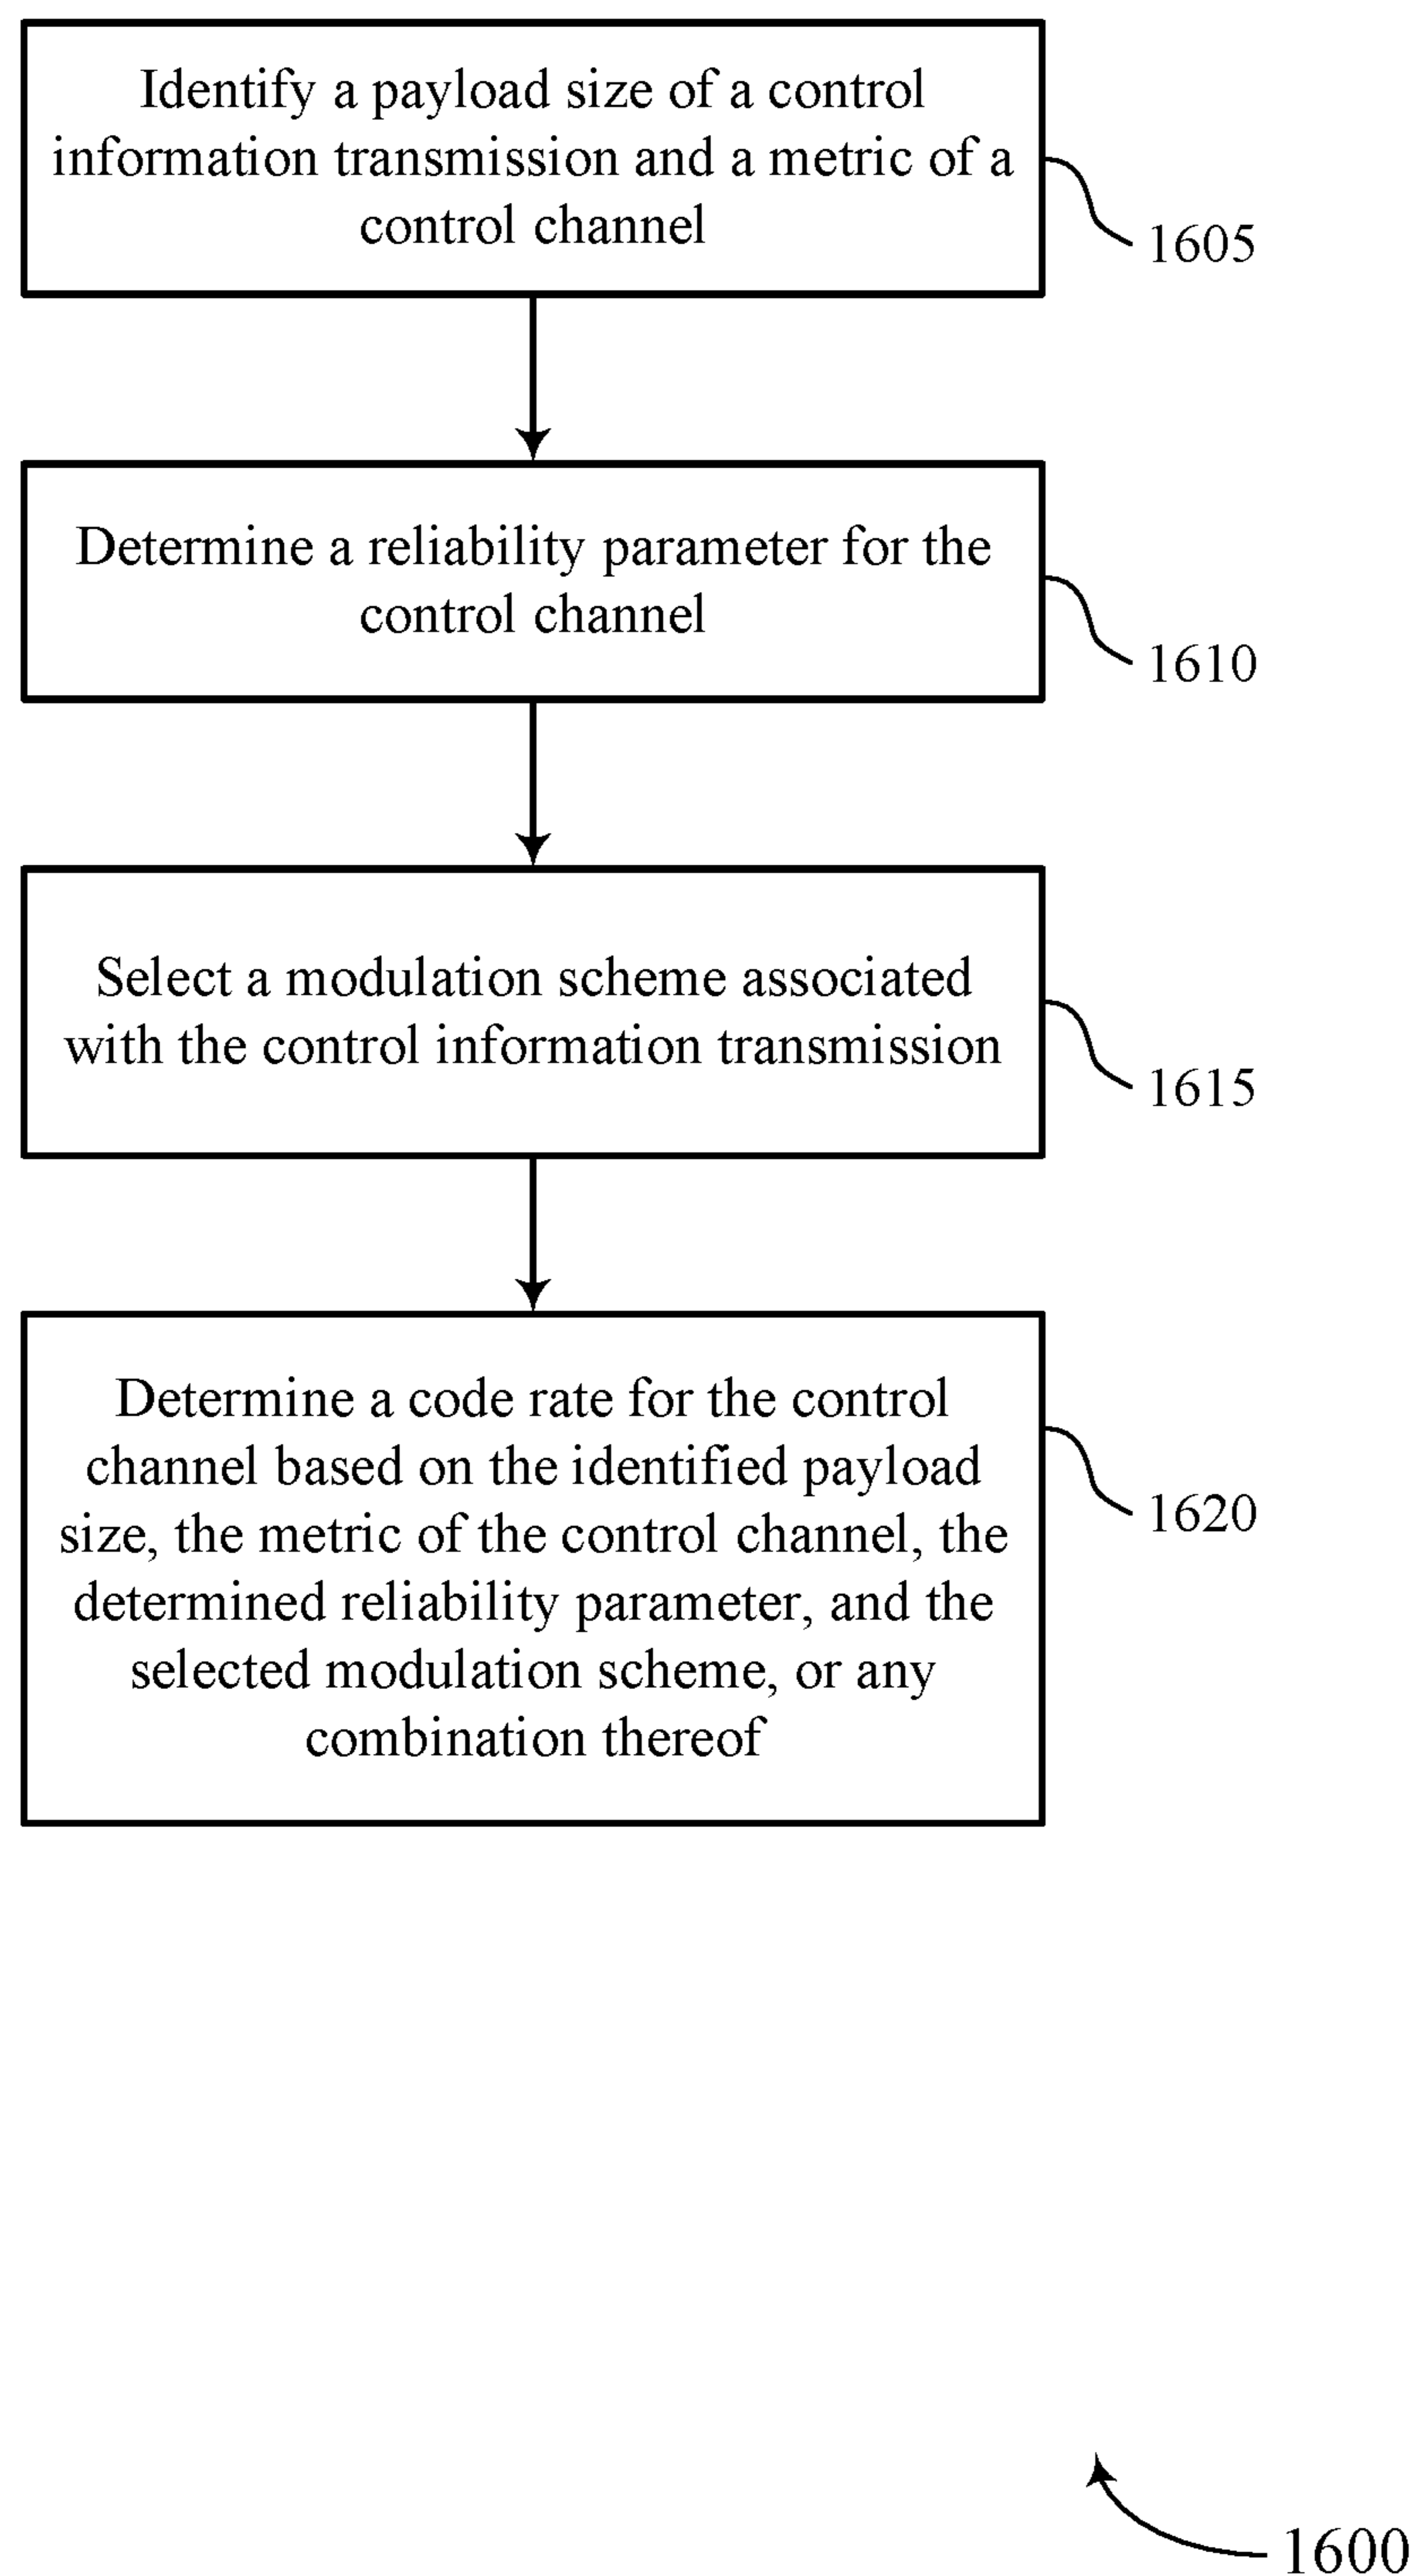 Identify a payload size of a control
information transmission and a metric of a
control channel
1605
Determine a reliability parameter for the
control channel
1610
Select a modulation scheme associated
with the control information transmission
1615
Determine a code rate for the control
channel based on the identified payload
size, the metric of the control channel, the
determined reliability parameter, and the
selected modulation scheme, or any
combination thereof
1620
1600